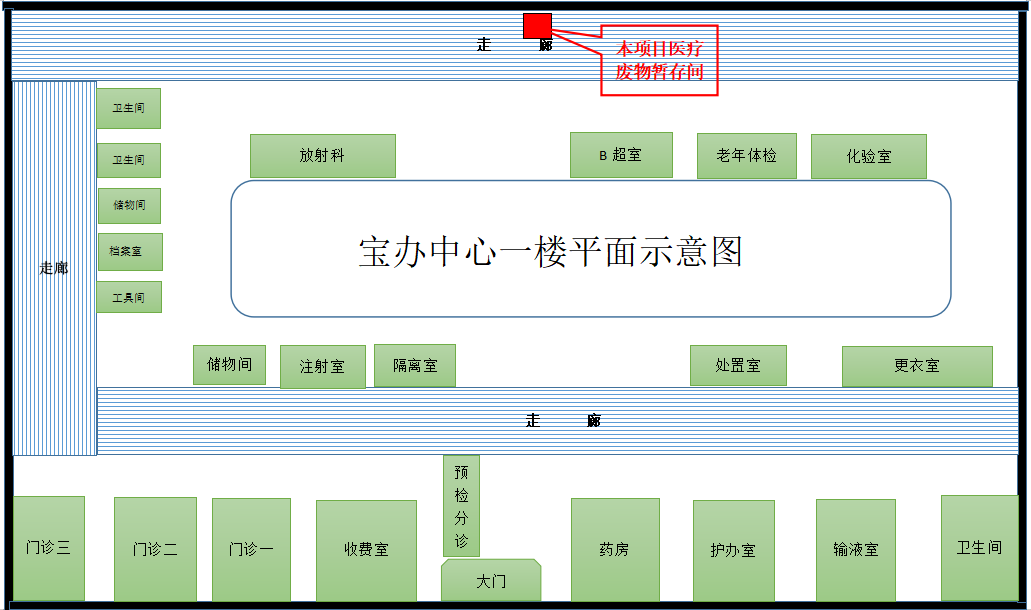 走 廊
本项目医疗
废物暂存间
卫生间
卫生间
储物间
档案室
工具间
走廊
放射科
B 超室
老年体检
化验室
宝办中心一楼平面示意图
储物间
注射室
隔离室
处置室
更衣室
走 廊
预
检
分
诊
门诊三
门诊二
门诊一
收费室
大门
药房
护办室
输液室
卫生间